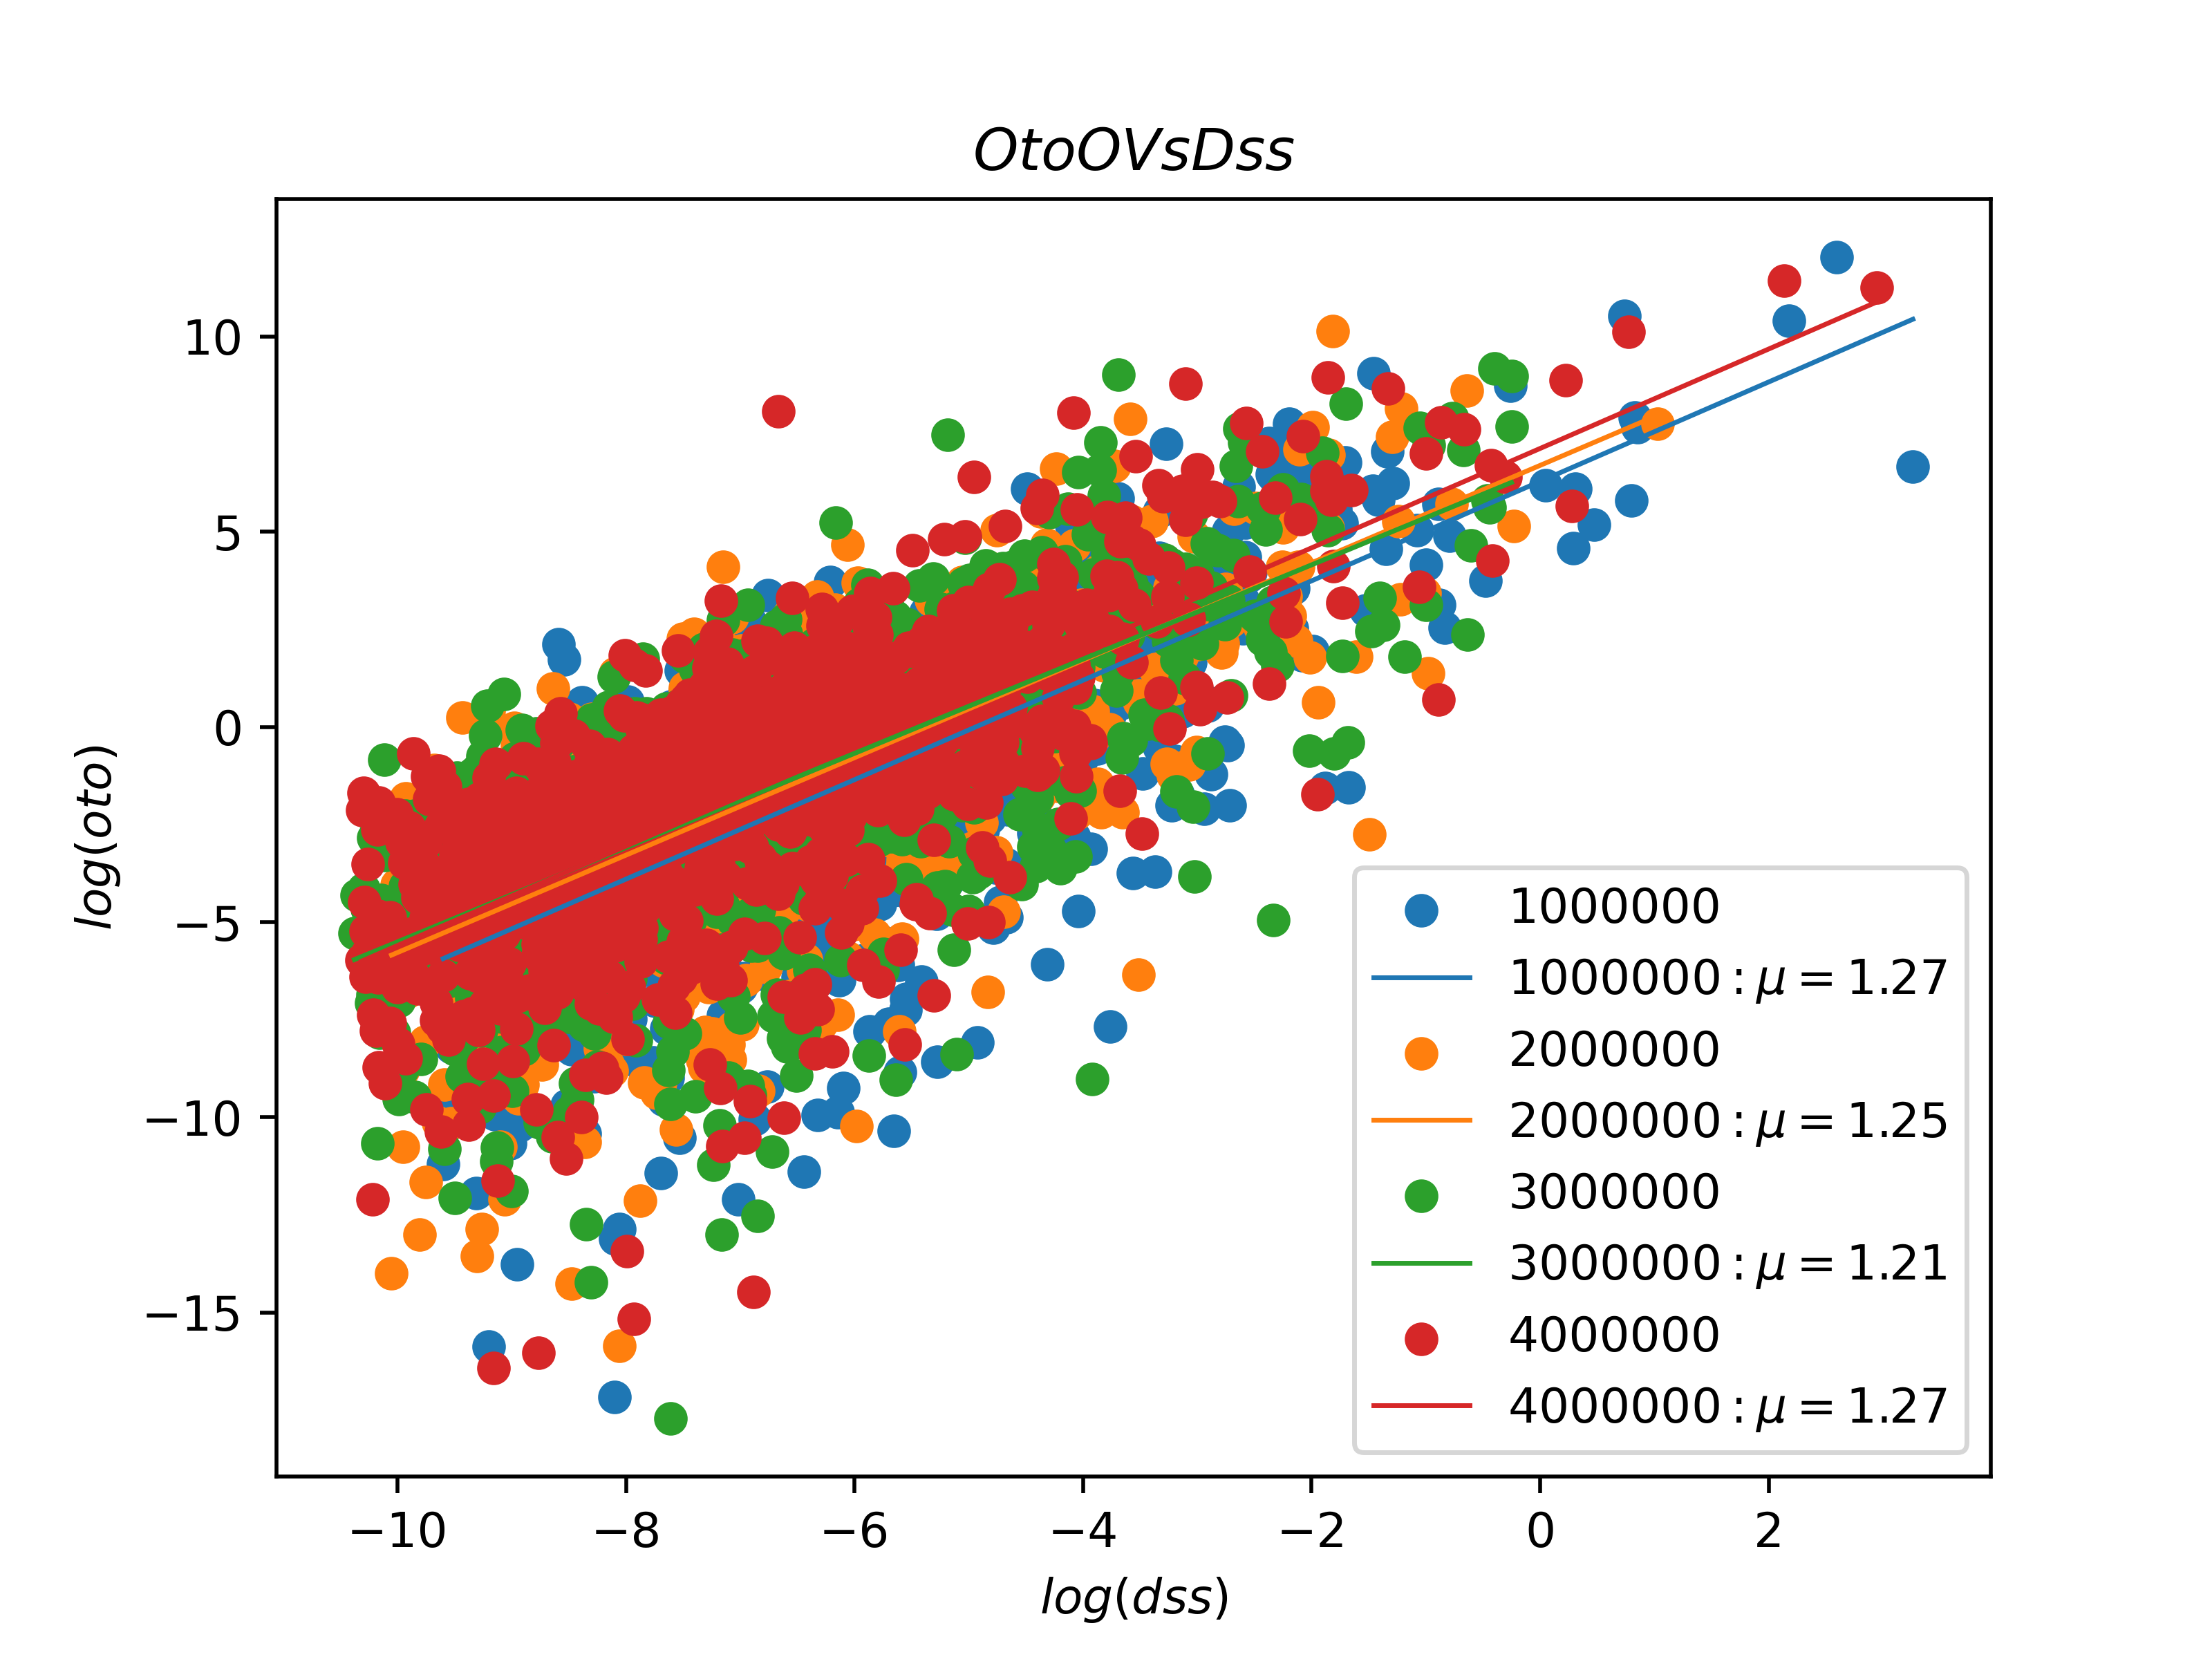 OtoOVsDss
log(oto)
10
5
0
−5
−10
−15
1000000
1000000 : μ = 1.27
2000000
2000000 : μ = 1.25
3000000
3000000 : μ = 1.21
4000000
4000000 : μ = 1.27
−10 −8 −6 −4 −2 0 2
log(dss)